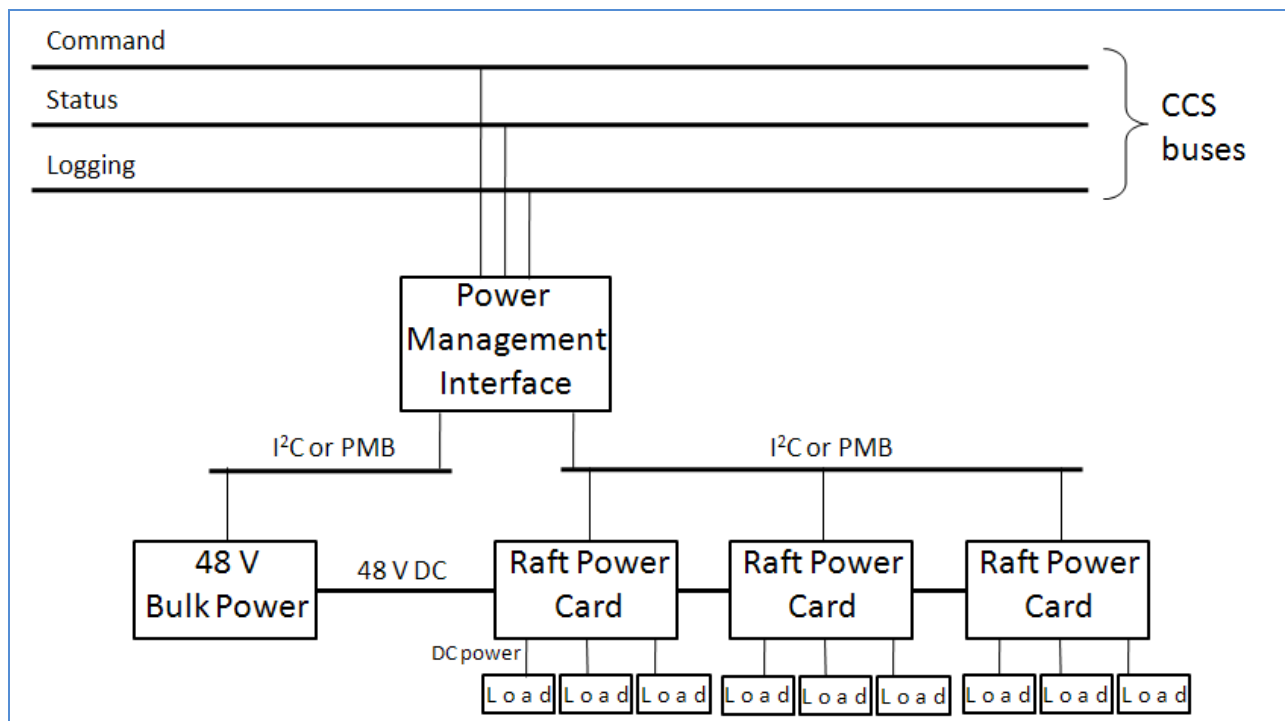 Command
Status
Logging
CCS
buses
Power
Management
Interface
I²C or PMB
I²C or PMB
48 V
Bulk Power
48 V DC
Raft Power
Card
Raft Power
Card
Raft Power
Card
DC power
Load
Load
Load
Load
Load
Load
Load
Load
Load